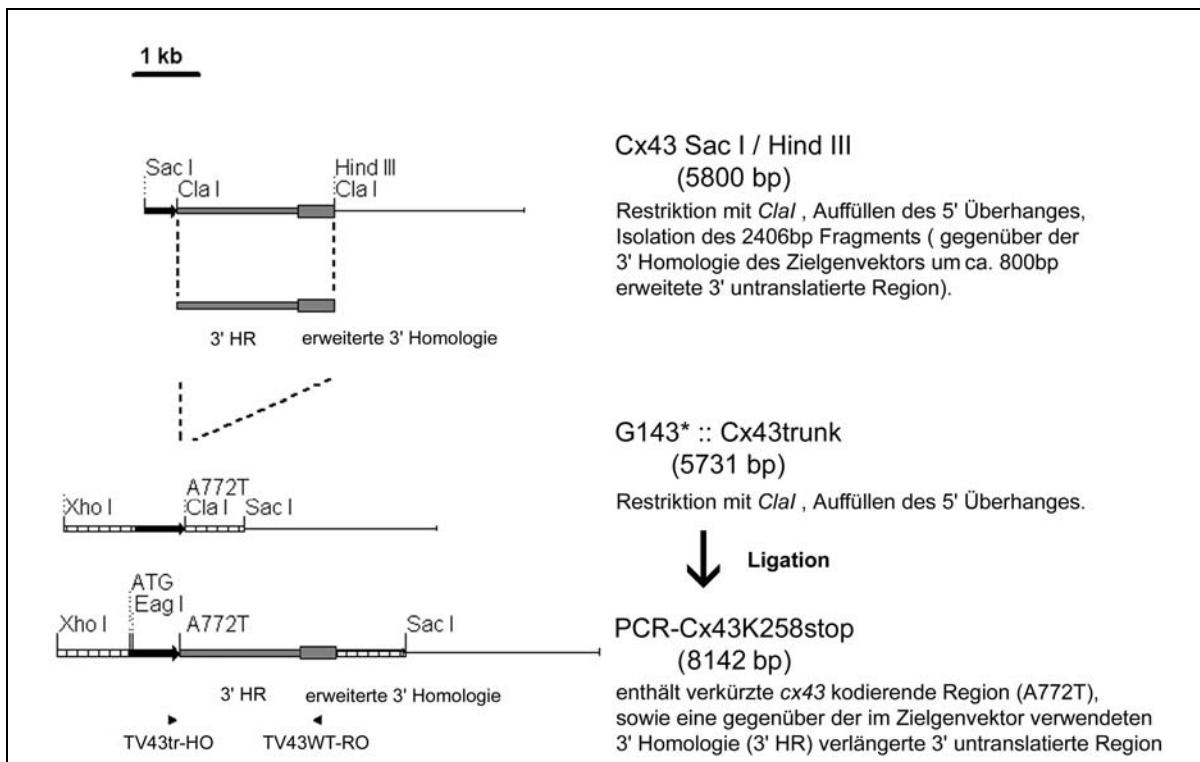 1 kb
Sac I
Hind III
Cla I
Cla I
3' HR
erweiterte 3' Homologie
Cx43 Sac I / Hind III
(5800 bp)
Restriktion mit ClaI , Auffüllen des 5' Überhanges,
Isolation des 2406bp Fragments ( gegenüber der
3' Homologie des Zielgenvektors um ca. 800bp
erweitete 3' untranslatierte Region).
A772T
Xho I
Cla I
Sac I
G143* :: Cx43trunk
(5731 bp)
Restriktion mit ClaI , Auffüllen des 5' Überhanges.
Ligation
ATG
Eag I
Xho I
A772T
Sac I
3' HR
erweiterte 3' Homologie
TV43tr-HO
TV43WT-RO
PCR-Cx43K258stop
(8142 bp)
enthält verkürzte cx43 kodierende Region (A772T),
sowie eine gegenüber der im Zielgenvektor verwendeten
3' Homologie (3' HR) verlängerte 3' untranslatierte Region